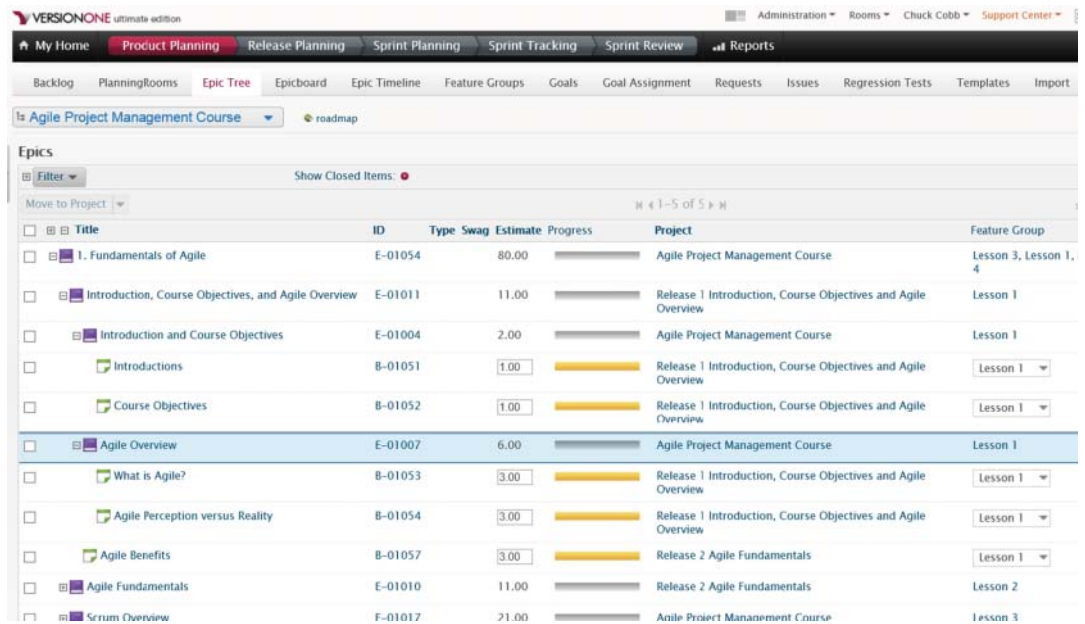 VERSIONONE ultimate edition
Administration Rooms Chuck Cobb Support Center
My Home Product Planning Release Planning Sprint Planning Sprint Tracking Sprint Review Reports
Backlog PlanningRooms Epic Tree Epicboard Epic Timeline Feature Groups Goals Goal Assignment Requests Issues Regression Tests Templates Import
Agile Project Management Course roadmap
Epics
Filter Show Closed Items:
Move to Project 1-5 of 5
Title ID Type Swag Estimate Progress Project Feature Group
1. Fundamentals of Agile E-01054 80.00 Agile Project Management Course Lesson 3, Lesson 1,
4
Introduction, Course Objectives, and Agile Overview E-01011 11.00 Release 1 Introduction, Course Objectives and Agile Lesson 1
Overview
Introduction and Course Objectives E-01004 2.00 Agile Project Management Course Lesson 1
Introductions B-01051 1.00 Release 1 Introduction, Course Objectives and Agile Lesson 1
Overview
Course Objectives B-01052 1.00 Release 1 Introduction, Course Objectives and Agile Lesson 1
Overview
Agile Overview E-01007 6.00 Agile Project Management Course Lesson 1
What is Agile? B-01053 3.00 Release 1 Introduction, Course Objectives and Agile Lesson 1
Overview
Agile Perception versus Reality B-01054 3.00 Release 1 Introduction, Course Objectives and Agile Lesson 1
Overview
Agile Benefits B-01057 3.00 Release 2 Agile Fundamentals Lesson 1
Agile Fundamentals E-01010 11.00 Release 2 Agile Fundamentals Lesson 2
Scrum Overview E-01017 21.00 Agile Project Management Course Lesson 3